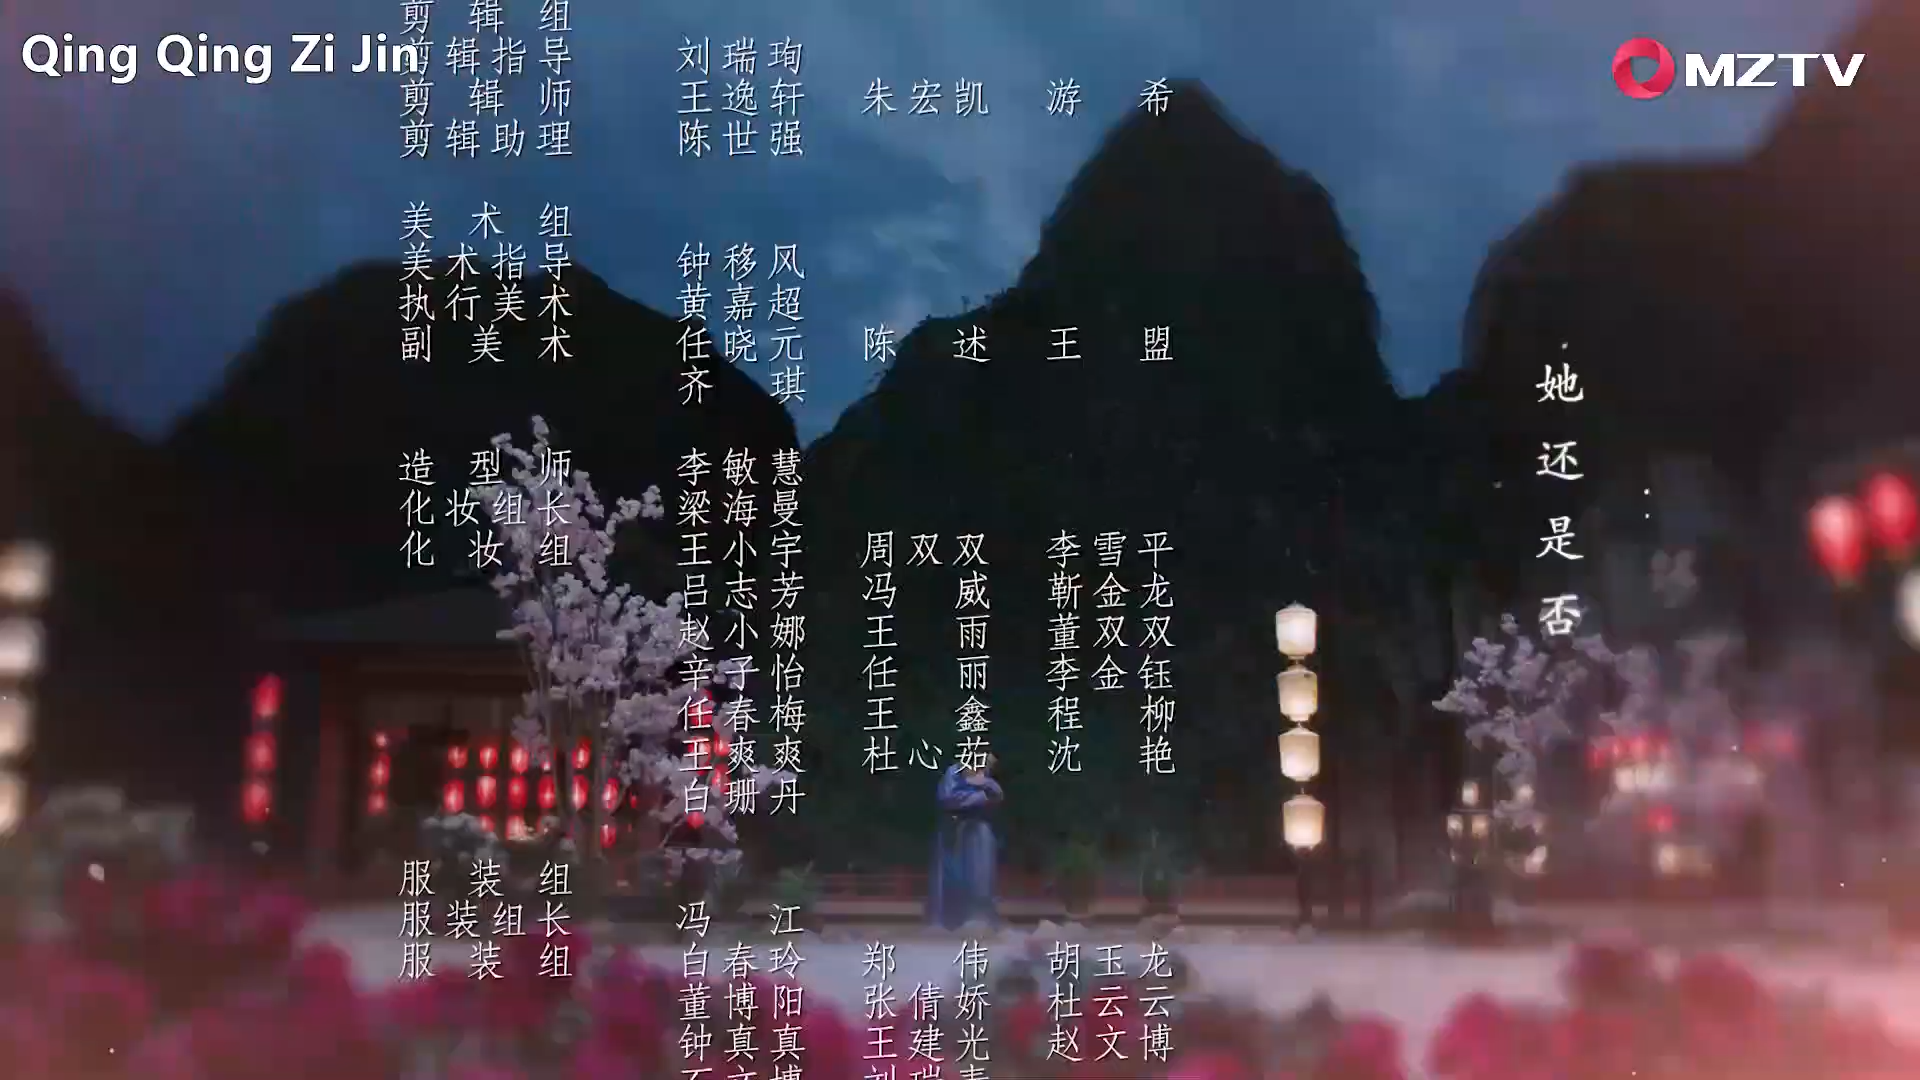 Qing Qing Zi Jin
MZTV
剪辑组
剪辑指导 刘瑞珣
剪辑师 王逸轩 朱宏凯 游希
剪辑助理 陈世强
美术组
美术指导 钟移风
执行美术 黄嘉超
副美术 任晓元 陈述 王盟
齐琪
造型师 李敏慧
化妆组长 梁海曼
化妆组 王小宇 周双双 李雪平
吕志芳 冯威 靳金龙
赵小娜 王雨 董双双
辛子怡 任丽 李金钰
任春梅 王鑫 程柳
王爽爽 杜心茹 沈艳
白珊丹
服装组
服装组长 冯江
服装组 白春玲 郑伟 胡玉龙
董博阳 张倩娇 杜云云
钟真真 王建光 赵文博
她还是否